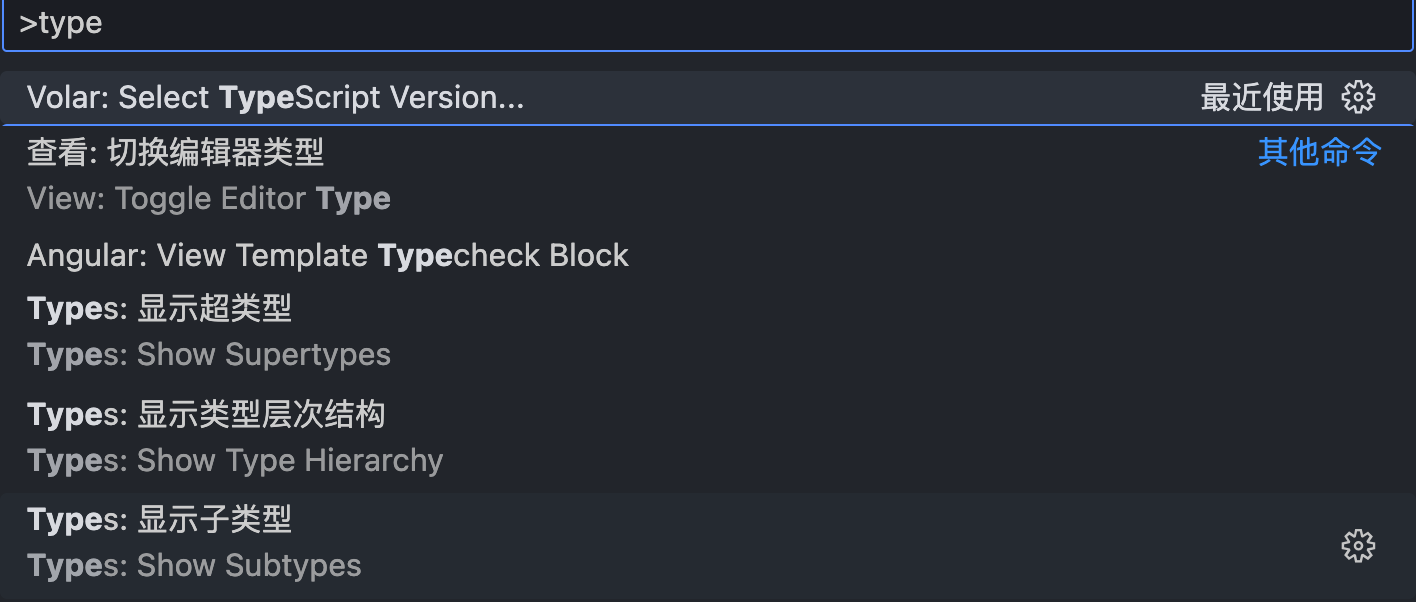 >type
Volar: Select TypeScript Version... 最近使用
查看: 切换编辑器类型 其他命令
View: Toggle Editor Type
Angular: View Template Typecheck Block
Types: 显示超类型
Types: Show Supertypes
Types: 显示类型层次结构
Types: Show Type Hierarchy
Types: 显示子类型
Types: Show Subtypes